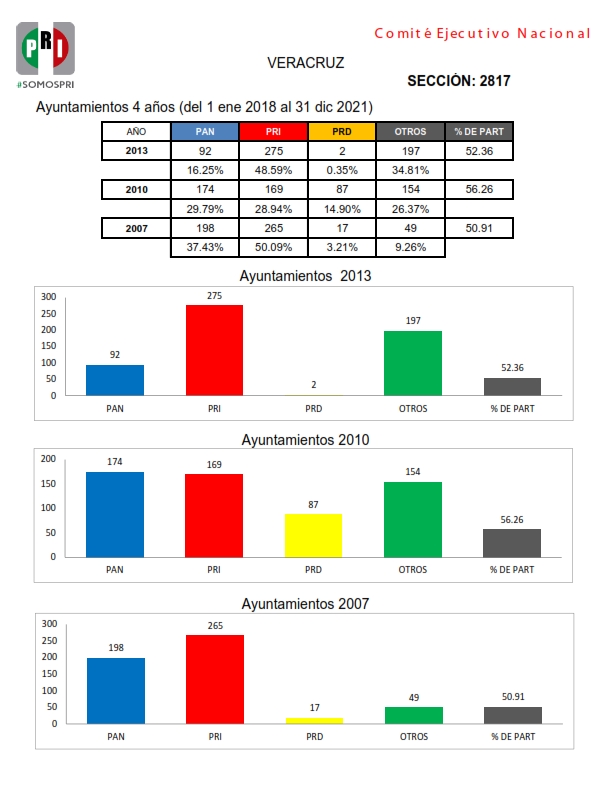 Comité Ejecutivo Nacional
PRI
#SOMOSPRI
VERACRUZ
SECCIÓN: 2817
Ayuntamientos 4 años (del 1 ene 2018 al 31 dic 2021)
AÑO PAN PRI PRD OTROS % DE PART
2013 92 275 2 197 52.36
16.25% 48.59% 0.35% 34.81%
2010 174 169 87 154 56.26
29.79% 28.94% 14.90% 26.37%
2007 198 265 17 49 50.91
37.43% 50.09% 3.21% 9.26%
Ayuntamientos 2013
300
250
200
150
100
50
0
92 275 2 197 52.36
PAN PRI PRD OTROS % DE PART
Ayuntamientos 2010
200
150
100
50
0
174 169 87 154 56.26
PAN PRI PRD OTROS % DE PART
Ayuntamientos 2007
300
250
200
150
100
50
0
198 265 17 49 50.91
PAN PRI PRD OTROS % DE PART